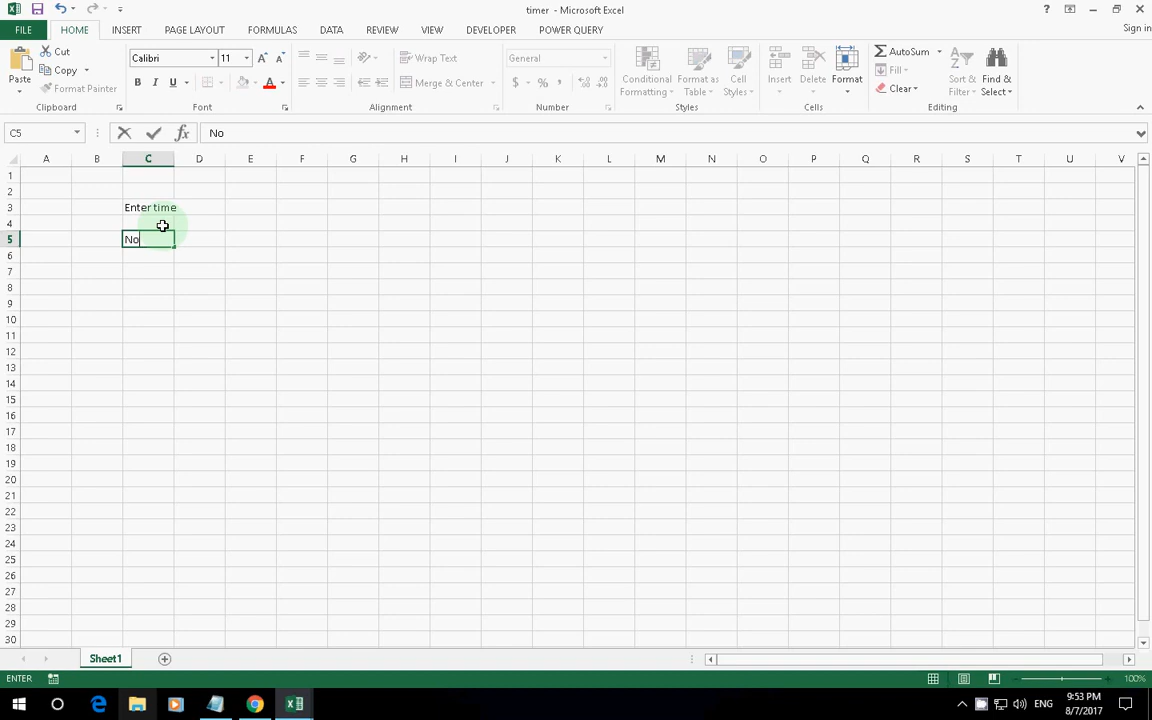 timer - Microsoft Excel
? 
Sign in
FILE HOME INSERT PAGE LAYOUT FORMULAS DATA REVIEW VIEW DEVELOPER POWER QUERY
Paste
Cut
Copy
Format Painter
Clipboard
Calibri 11
B I U
Font
Wrap Text
Merge & Center
Alignment
General
$ % ,
Number
Conditional Formatting
Format as Table
Cell Styles
Styles
Insert Delete Format
Cells
AutoSum
Fill
Clear
Sort & Filter
Find & Select
Editing
C5 fx No
A B C D E F G H I J K L M N O P Q R S T U V
1
2
3 Enter time
4
5 No
6
7
8
9
10
11
12
13
14
15
16
17
18
19
20
21
22
23
24
25
26
27
28
29
30
Sheet1
ENTER 100%
ENG
9:53 PM
8/7/2017